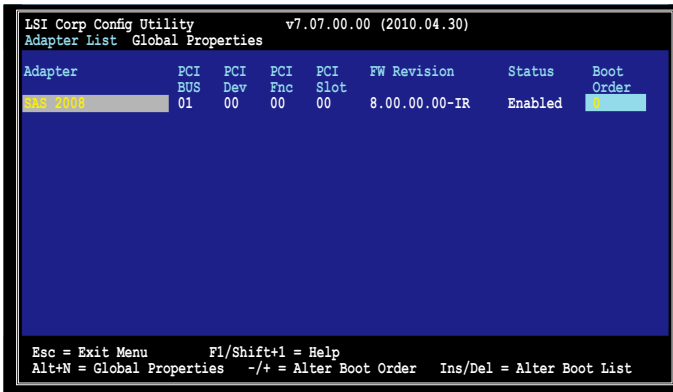 LSI Corp Config Utility v7.07.00.00 (2010.04.30)
Adapter List Global Properties
Adapter PCI PCI PCI PCI FW Revision Status Boot
BUS Dev Fnc Slot Order
SAS 2008 01 00 00 00 8.00.00.00-IR Enabled 0
Esc = Exit Menu F1/Shift+1 = Help
Alt+N = Global Properties -/+ = Alter Boot Order Ins/Del = Alter Boot List